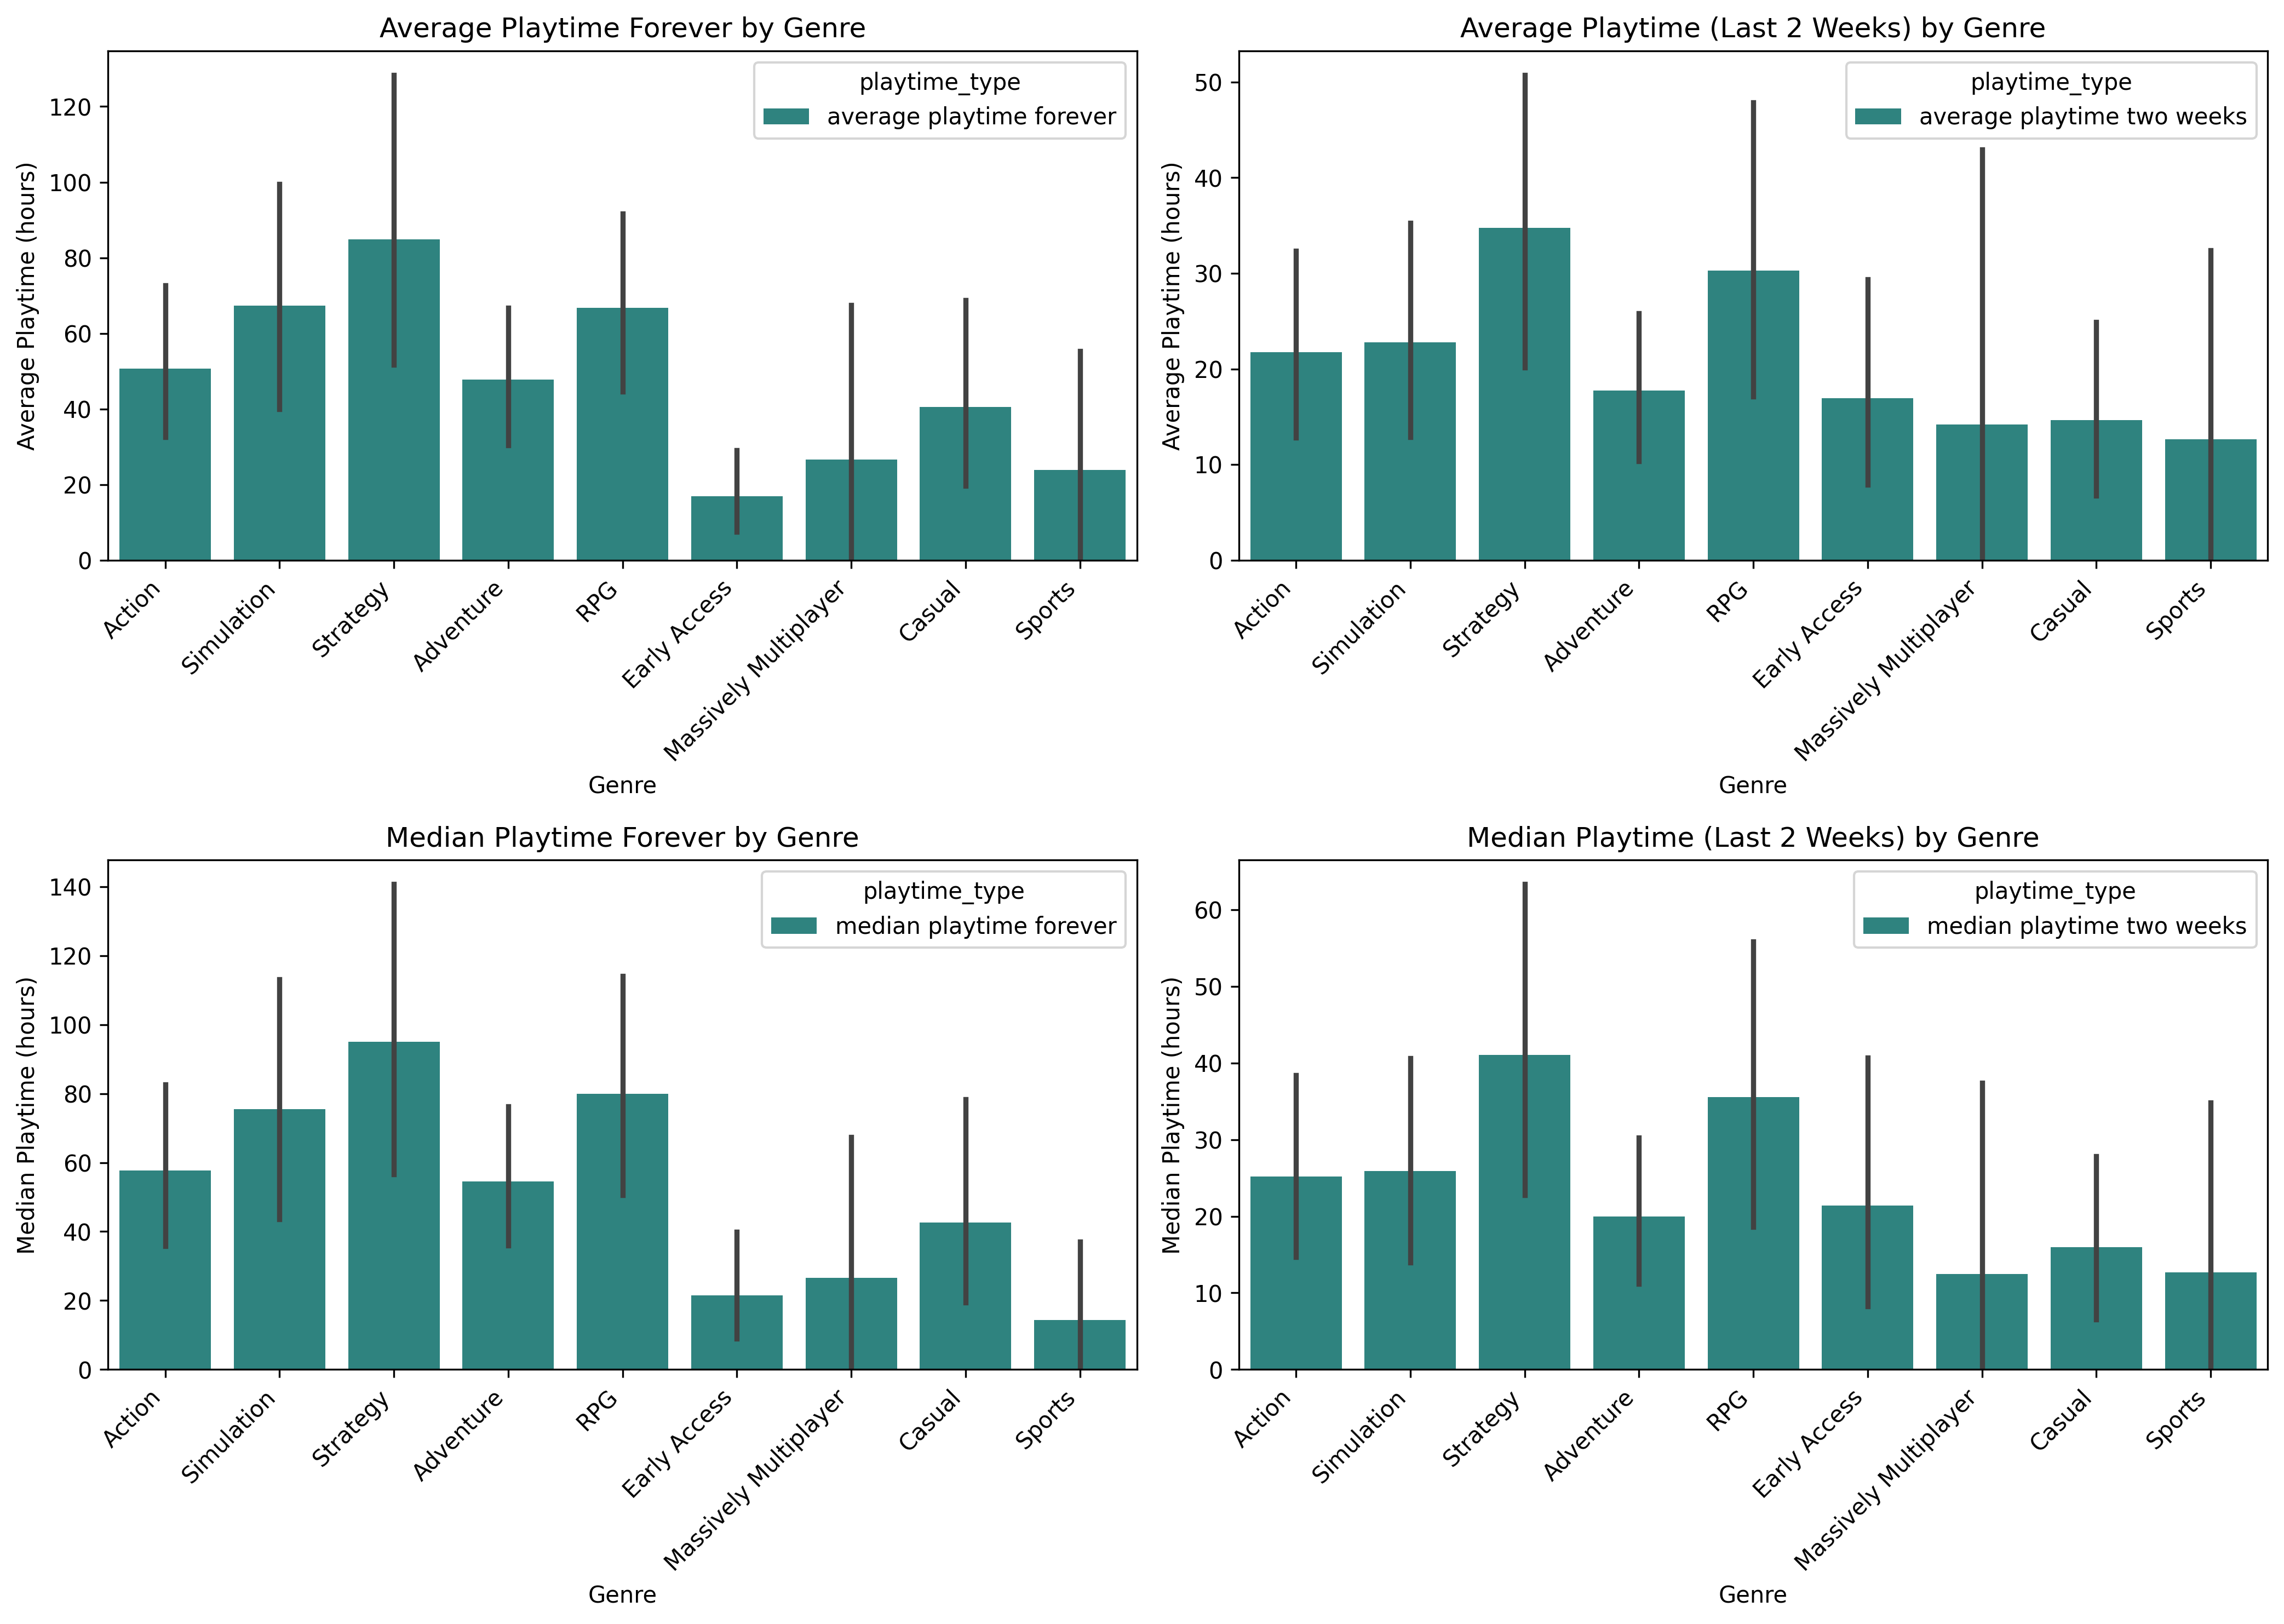 Average Playtime Forever by Genre
playtime_type
average playtime forever
Average Playtime (hours)
120
100
80
60
40
20
0
Action
Simulation
Strategy
Adventure
RPG
Early Access
Massively Multiplayer
Casual
Sports
Genre
Average Playtime (Last 2 Weeks) by Genre
playtime_type
average playtime two weeks
Average Playtime (hours)
50
40
30
20
10
0
Action
Simulation
Strategy
Adventure
RPG
Early Access
Massively Multiplayer
Casual
Sports
Genre
Median Playtime Forever by Genre
playtime_type
median playtime forever
Median Playtime (hours)
140
120
100
80
60
40
20
0
Action
Simulation
Strategy
Adventure
RPG
Early Access
Massively Multiplayer
Casual
Sports
Genre
Median Playtime (Last 2 Weeks) by Genre
playtime_type
median playtime two weeks
Median Playtime (hours)
60
50
40
30
20
10
0
Action
Simulation
Strategy
Adventure
RPG
Early Access
Massively Multiplayer
Casual
Sports
Genre